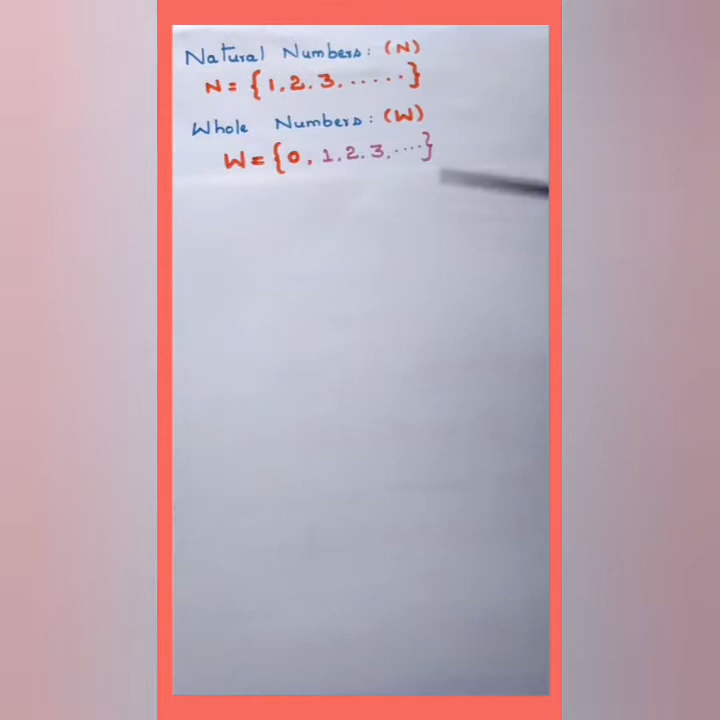 Natural Numbers: (N)
N = {1, 2, 3, ......}
Whole Numbers: (W)
W = {0, 1, 2, 3, ....}